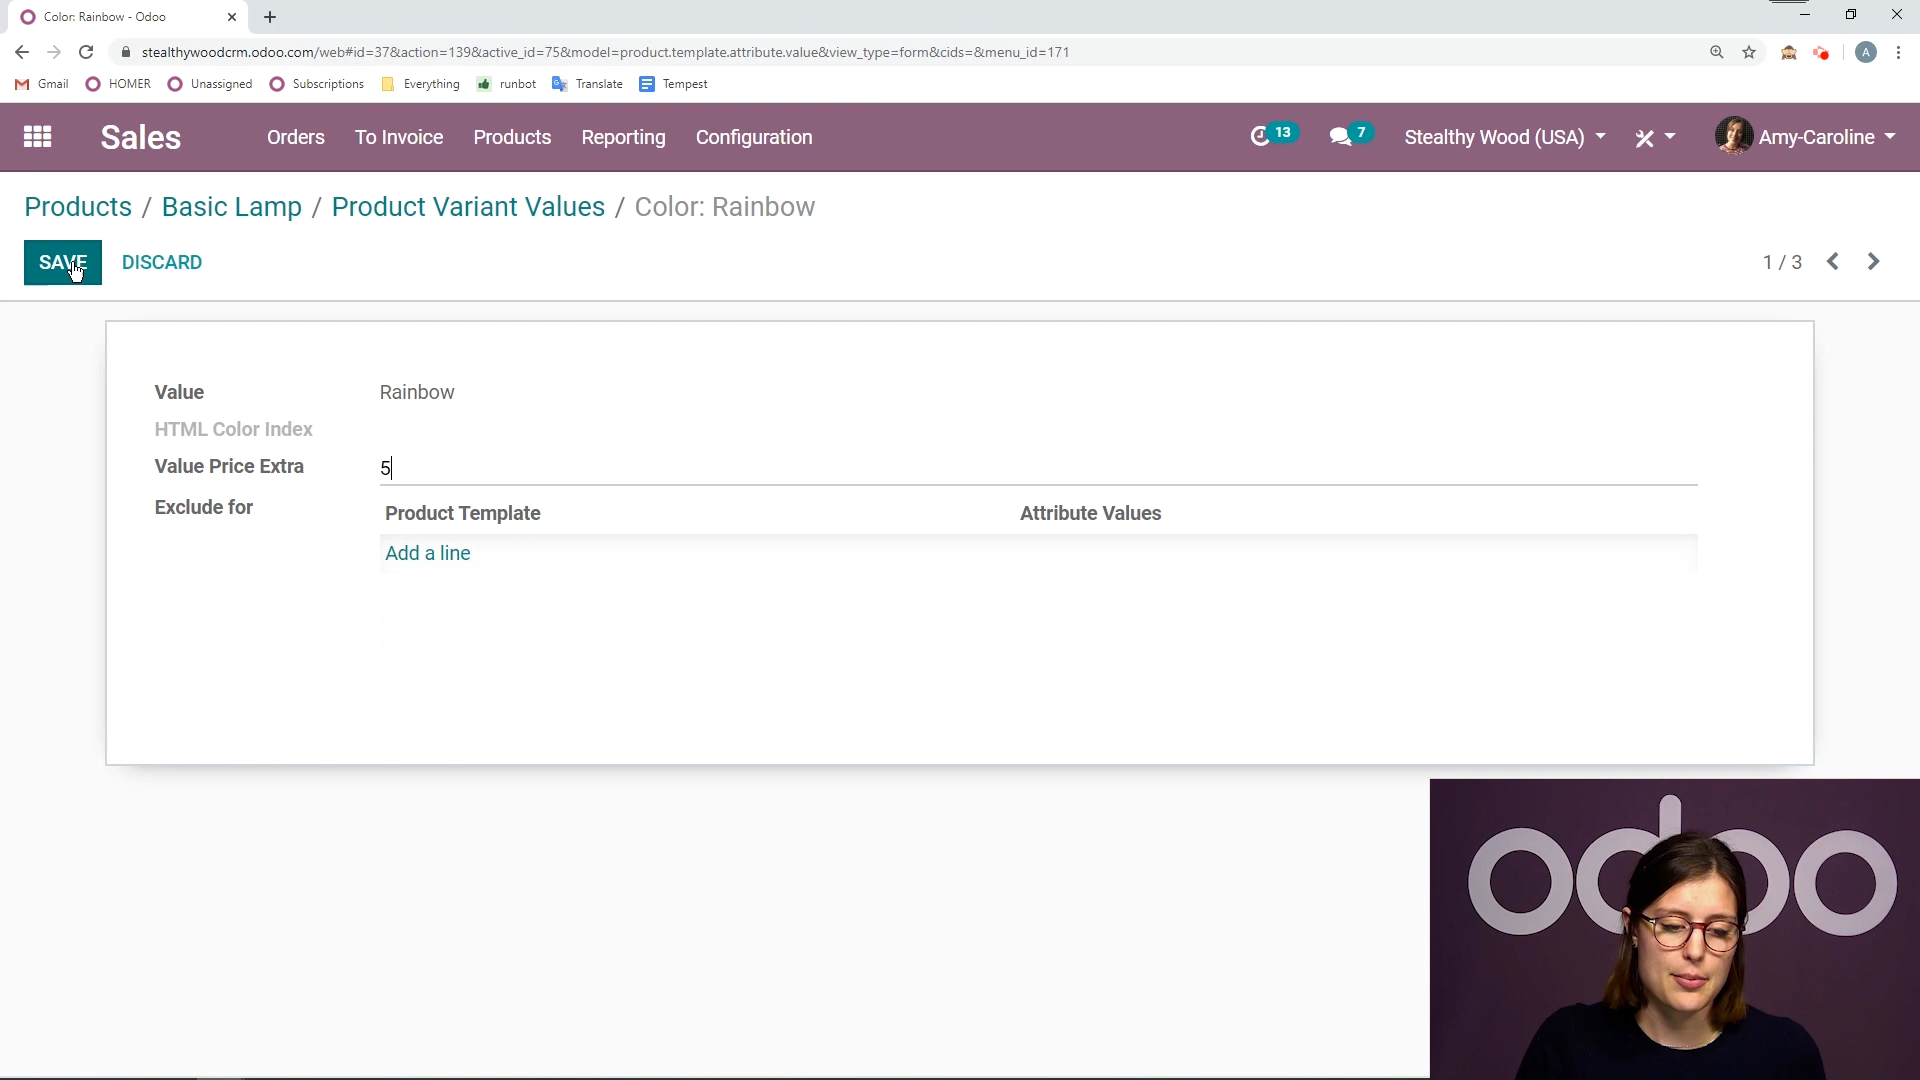 Color: Rainbow - Odoo
stealthywoodcrm.odoo.com/web#id=37&action=139&active_id=75&model=product.template.attribute.value&view_type=form&cids=&menu_id=171
A
Gmail HOMER Unassigned Subscriptions Everything runbot Translate Tempest
Sales Orders To Invoice Products Reporting Configuration 13 7 Stealthy Wood (USA) Amy-Caroline
Products / Basic Lamp / Product Variant Values / Color: Rainbow
SAVE DISCARD 1 / 3
Value Rainbow
HTML Color Index
Value Price Extra 5
Exclude for Product Template Attribute Values
Add a line
odoo